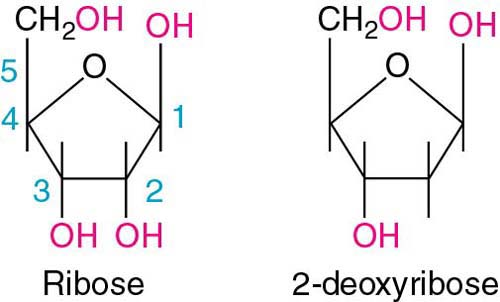 CH2OH OH
O
5
4 1
3 2
OH OH
Ribose
CH2OH OH
O
OH
2-deoxyribose